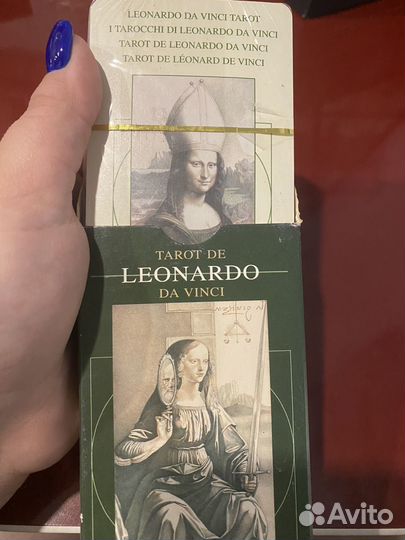 LEONARDO DA VINCI TAROT
I TAROCCHI DI LEONARDO DA VINCI
TAROT DE LEONARDO DA VINCI
TAROT DE LÉONARD DE VINCI
TAROT DE
LEONARDO
DA VINCI
Avito